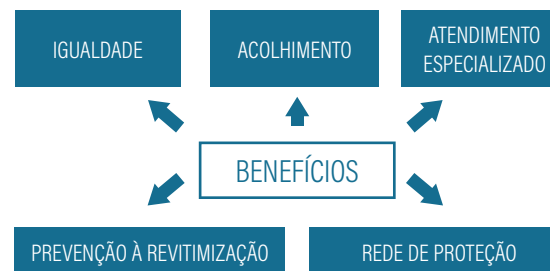 IGUALDADE
ACOLHIMENTO
ATENDIMENTO
ESPECIALIZADO
BENEFÍCIOS
PREVENÇÃO À REVITIMIZAÇÃO
REDE DE PROTEÇÃO